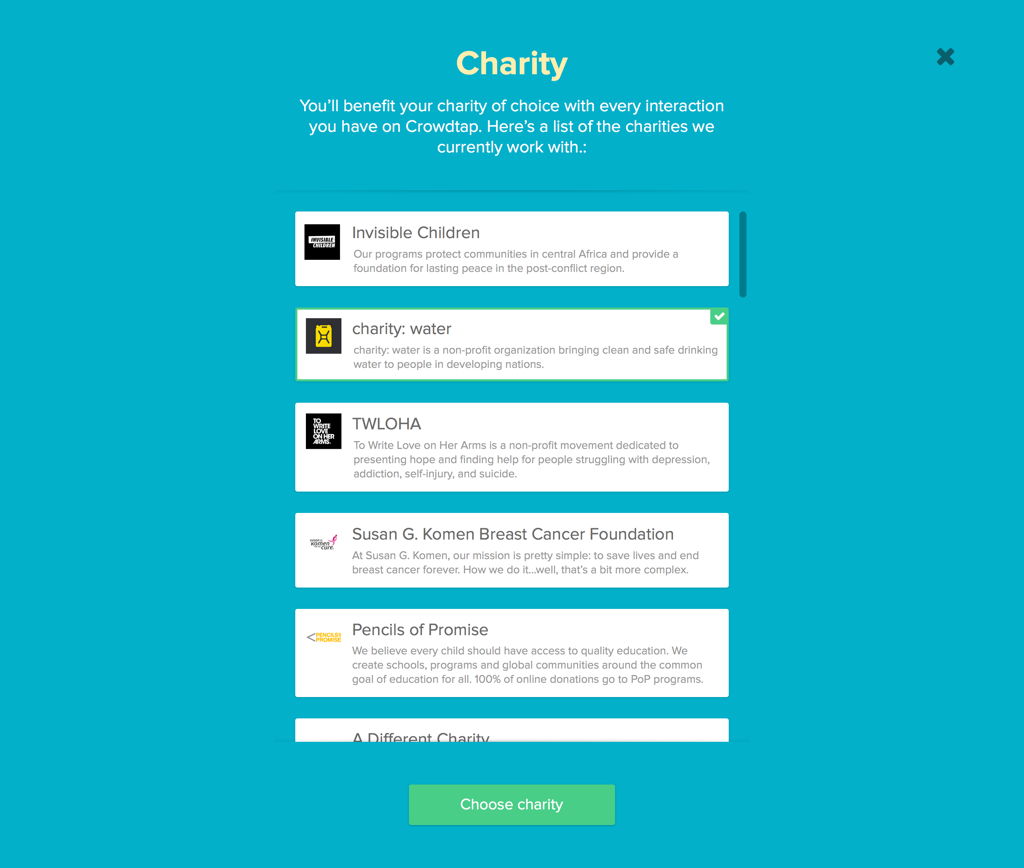 Charity
You'll benefit your charity of choice with every interaction
you have on Crowdtap. Here's a list of the charities we
currently work with.:
INVISIBLE
CHILDREN
Invisible Children
Our programs protect communities in central Africa and provide a
foundation for lasting peace in the post-conflict region.
charity: water
charity: water is a non-profit organization bringing clean and safe drinking
water to people in developing nations.
TO
WRITE
LOVE
ON HER
ARMS.
TWLOHA
To Write Love on Her Arms is a non-profit movement dedicated to
presenting hope and finding help for people struggling with depression,
addiction, self-injury, and suicide.
komen
cure.
Susan G. Komen Breast Cancer Foundation
At Susan G. Komen, our mission is pretty simple: to save lives and end
breast cancer forever. How we do it...well, that's a bit more complex.
PENCILS
PROMISE
Pencils of Promise
We believe every child should have access to quality education. We
create schools, programs and global communities around the common
goal of education for all. 100% of online donations go to PoP programs.
A Different Charity
Choose charity